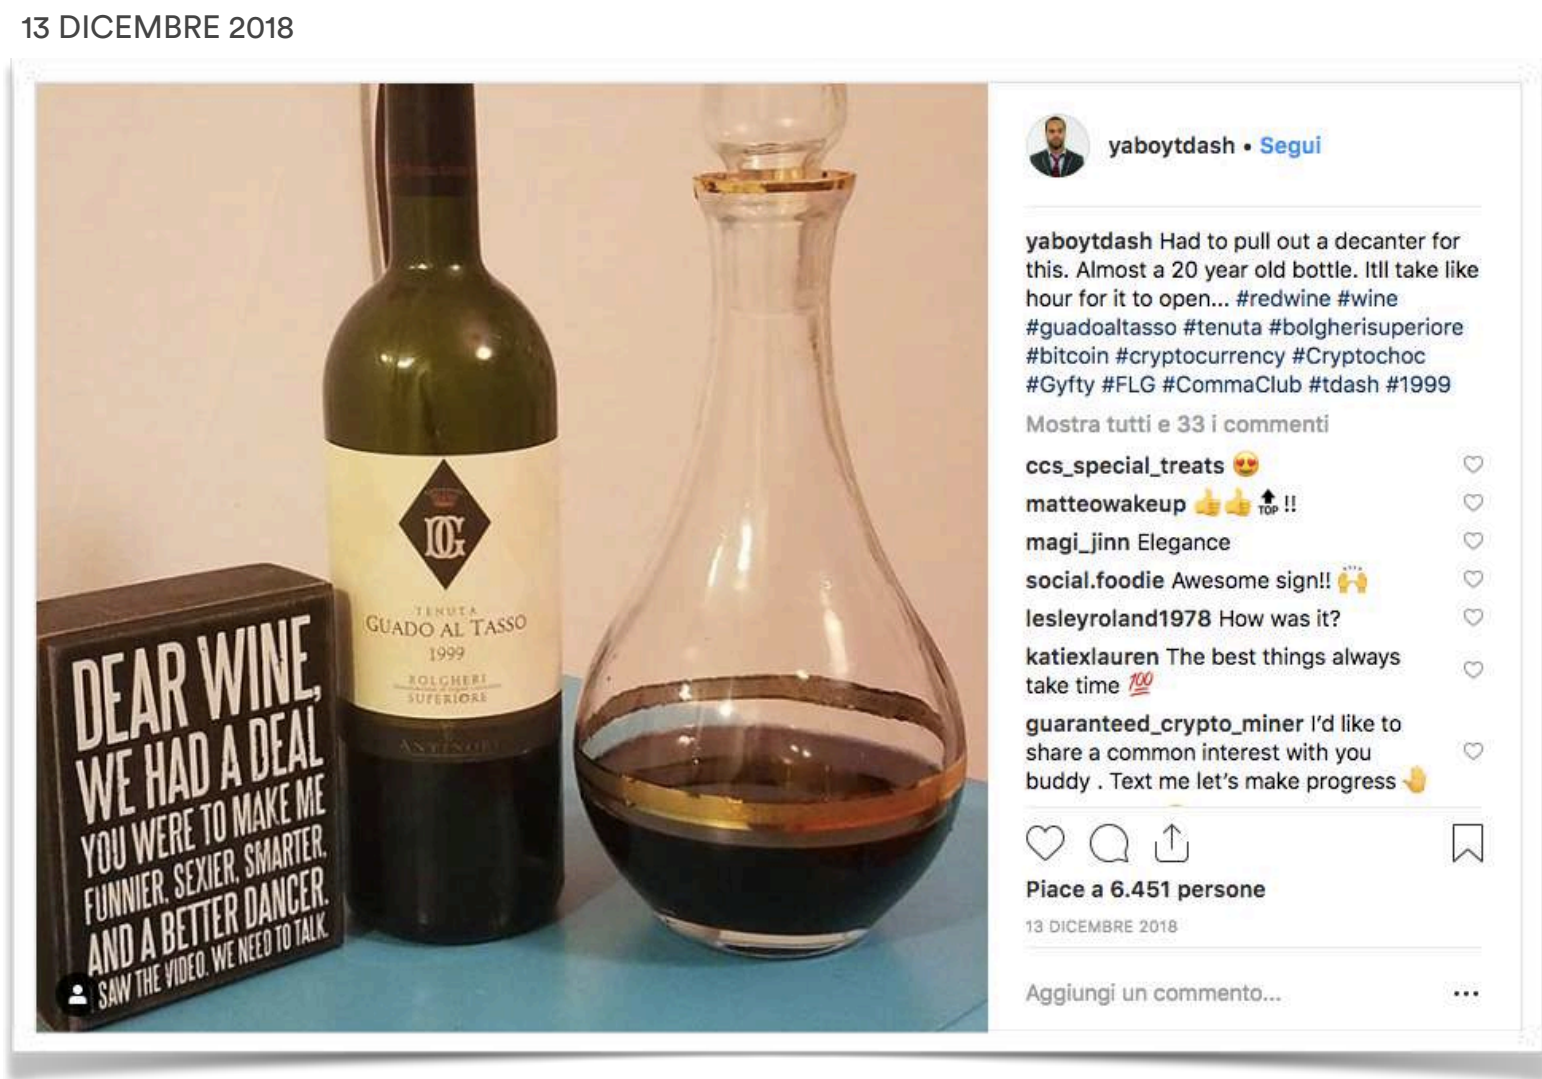 13 DICEMBRE 2018
TENUTA
GUADO AL TASSO
1999
BOLGHERI
SUPERIORE
ANTINORI
DEAR WINE,
WE HAD A DEAL
YOU WERE TO MAKE ME
FUNNIER, SEXIER, SMARTER,
AND A BETTER DANCER.
I SAW THE VIDEO. WE NEED TO TALK.
yaboytdash • Segui
yaboytdash Had to pull out a decanter for
this. Almost a 20 year old bottle. Itll take like
hour for it to open... #redwine #wine
#guadoaltasso #tenuta #bolgherisuperiore
#bitcoin #cryptocurrency #Cryptochoc
#Gyfty #FLG #CommaClub #tdash #1999
Mostra tutti e 33 i commenti
ccs_special_treats 😍
matteowakeup 👍👍🔝!!
magi_jinn Elegance
social.foodie Awesome sign!! 🙌
lesleyroland1978 How was it?
katiexlauren The best things always
take time 💯
guaranteed_crypto_miner I'd like to
share a common interest with you
buddy . Text me let's make progress 🤚
Piace a 6.451 persone
13 DICEMBRE 2018
Aggiungi un commento...